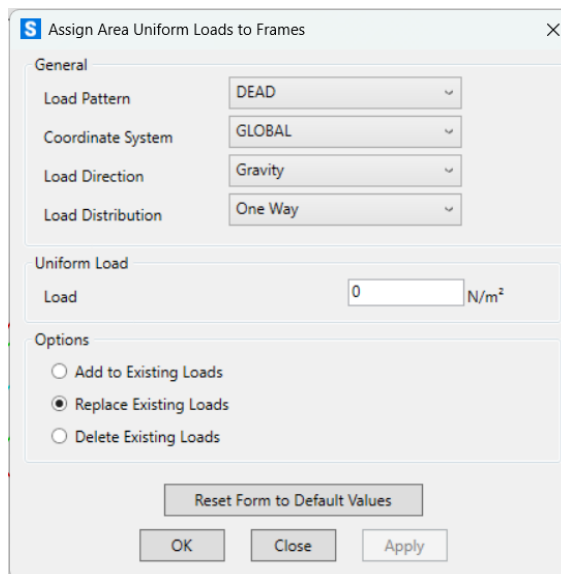 S Assign Area Uniform Loads to Frames
General
Load Pattern DEAD
Coordinate System GLOBAL
Load Direction Gravity
Load Distribution One Way
Uniform Load
Load 0 N/m²
Options
Add to Existing Loads
Replace Existing Loads
Delete Existing Loads
Reset Form to Default Values
OK Close Apply